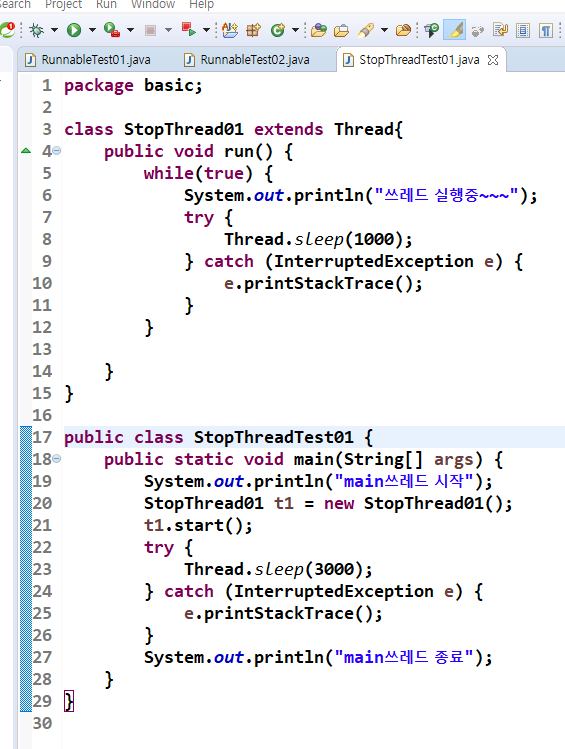 Search Project Run Window Help
RunnableTest01.java RunnableTest02.java StopThreadTest01.java
1 package basic;
2
3 class StopThread01 extends Thread{
4 public void run() {
5 while(true) {
6 System.out.println("쓰레드 실행중~~~");
7 try {
8 Thread.sleep(1000);
9 } catch (InterruptedException e) {
10 e.printStackTrace();
11 }
12 }
13
14 }
15 }
16
17 public class StopThreadTest01 {
18 public static void main(String[] args) {
19 System.out.println("main쓰레드 시작");
20 StopThread01 t1 = new StopThread01();
21 t1.start();
22 try {
23 Thread.sleep(3000);
24 } catch (InterruptedException e) {
25 e.printStackTrace();
26 }
27 System.out.println("main쓰레드 종료");
28 }
29 }
30